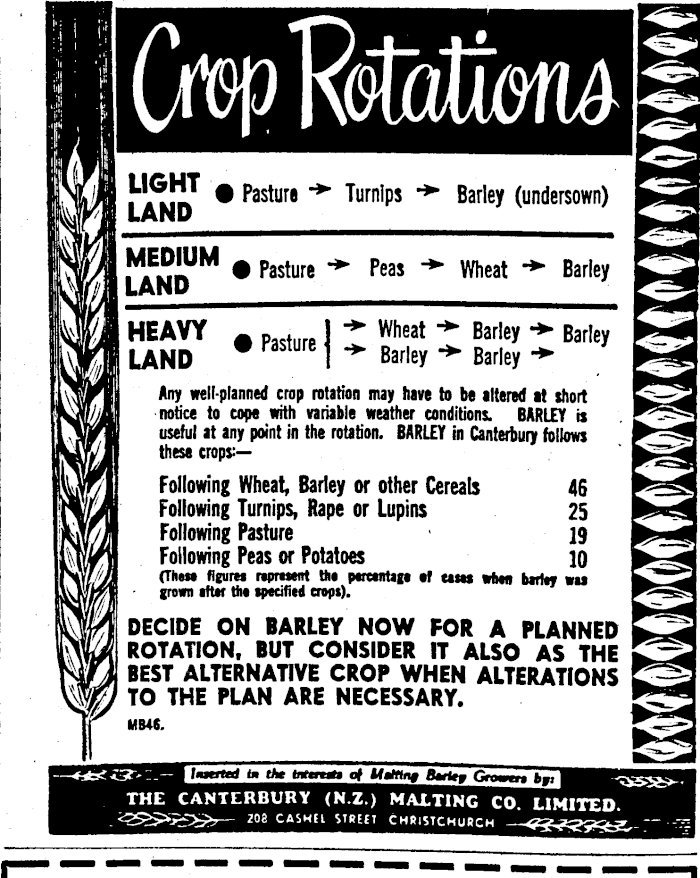 Crop Rotations
LIGHT LAND ● Pasture → Turnips → Barley (undersown)
MEDIUM LAND ● Pasture → Peas → Wheat → Barley
HEAVY LAND ● Pasture { → Wheat → Barley → Barley
→ Barley → Barley →
Any well-planned crop rotation may have to be altered at short
notice to cope with variable weather conditions. BARLEY is
useful at any point in the rotation. BARLEY in Canterbury follows
these crops:—
Following Wheat, Barley or other Cereals 46
Following Turnips, Rape or Lupins 25
Following Pasture 19
Following Peas or Potatoes 10
(These figures represent the percentage of cases when barley was
grown after the specified crops).
DECIDE ON BARLEY NOW FOR A PLANNED
ROTATION, BUT CONSIDER IT ALSO AS THE
BEST ALTERNATIVE CROP WHEN ALTERATIONS
TO THE PLAN ARE NECESSARY.
MB46.
Inserted in the interests of Malting Barley Growers by:
THE CANTERBURY (N.Z.) MALTING CO. LIMITED.
208 CASHEL STREET CHRISTCHURCH